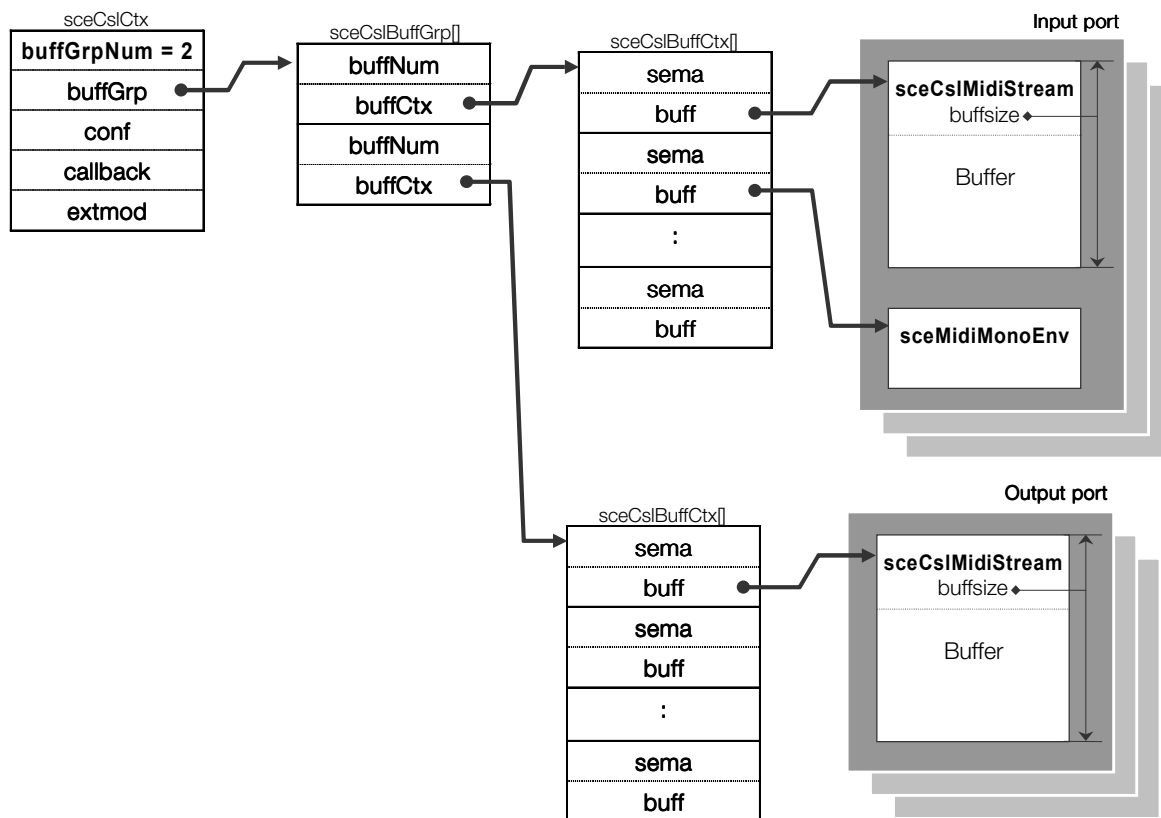 sceCslCtx
buffGrpNum = 2
buffGrp
conf
callback
extmod
sceCslBuffGrp[]
buffNum
buffCtx
buffNum
buffCtx
sceCslBuffCtx[]
sema
buff
sema
buff
:
sema
buff
Input port
sceCslMidiStream
buffsize
Buffer
sceMidiMonoEnv
sceCslBuffCtx[]
sema
buff
sema
buff
:
sema
buff
Output port
sceCslMidiStream
buffsize
Buffer